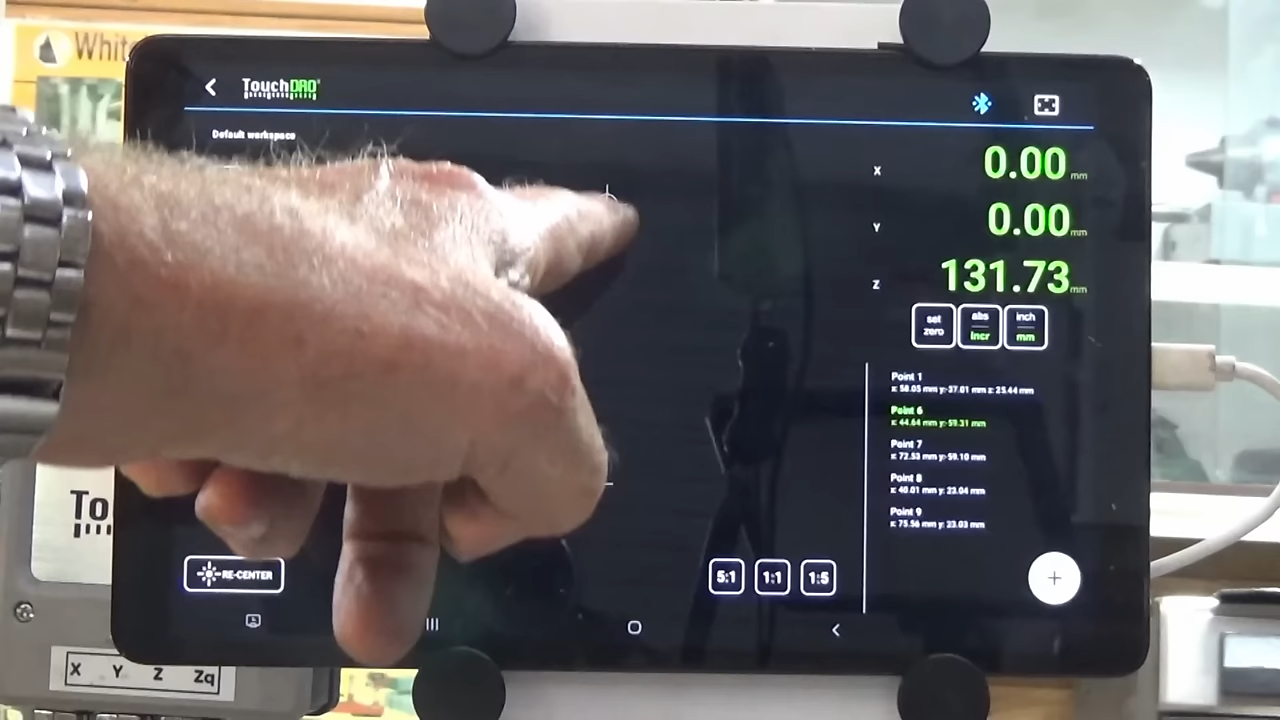 White
TouchDRO
Default workspace
X 0.00 mm
Y 0.00 mm
Z 131.73 mm
set zero
abs incr
inch mm
Point 1
x: 58.05 mm y:-37.01 mm z: 25.44 mm
Point 6
x: 44.64 mm y:-59.31 mm
Point 7
x: 72.53 mm y:-59.10 mm
Point 8
x: 40.01 mm y: 23.04 mm
Point 9
x: 75.56 mm y: 23.03 mm
RE-CENTER
5:1 1:1 1:5
To
X Y Z Zq